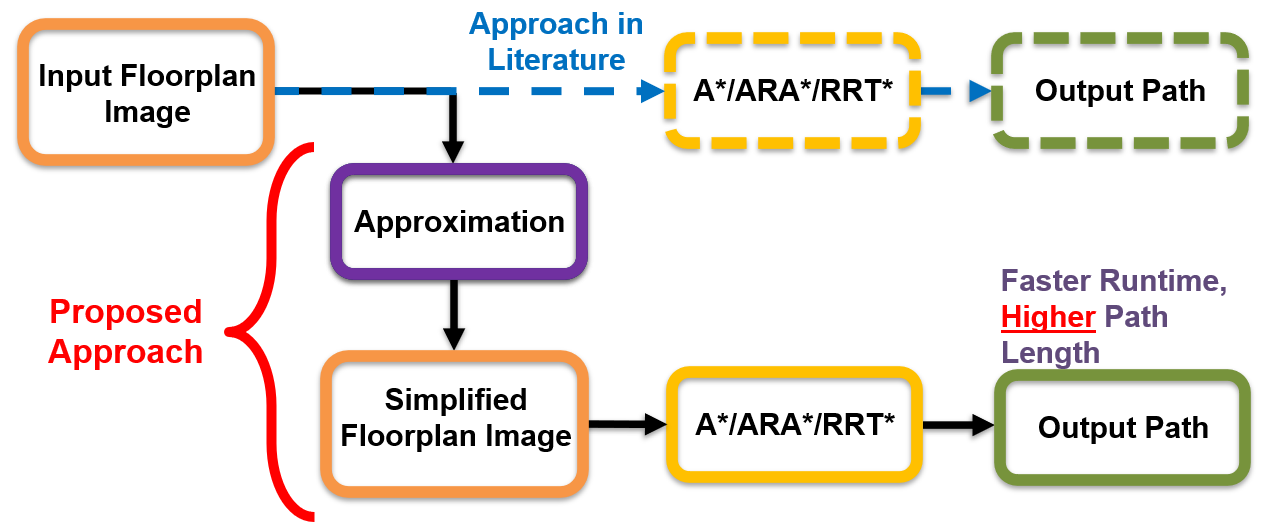 Approach in
Literature
Input Floorplan
Image
A*/ARA*/RRT*
Output Path
Approximation
Proposed
Approach
Faster Runtime,
Higher Path
Length
Simplified
Floorplan Image
A*/ARA*/RRT*
Output Path